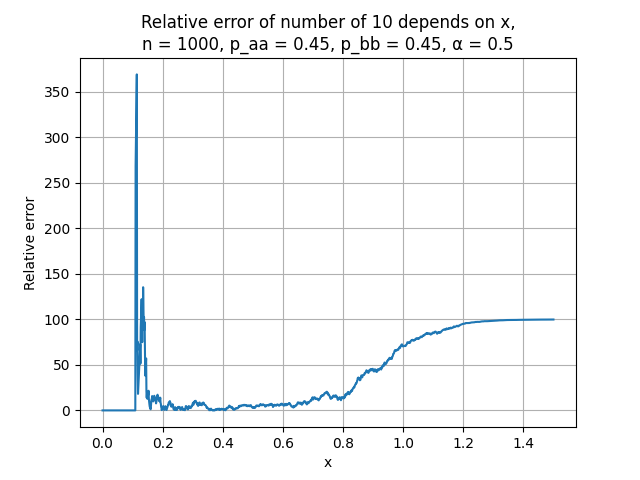 Relative error of number of 10 depends on x,
n = 1000, p_aa = 0.45, p_bb = 0.45, α = 0.5
350
300
250
200
150
100
50
0
Relative error
0.0 0.2 0.4 0.6 0.8 1.0 1.2 1.4
x